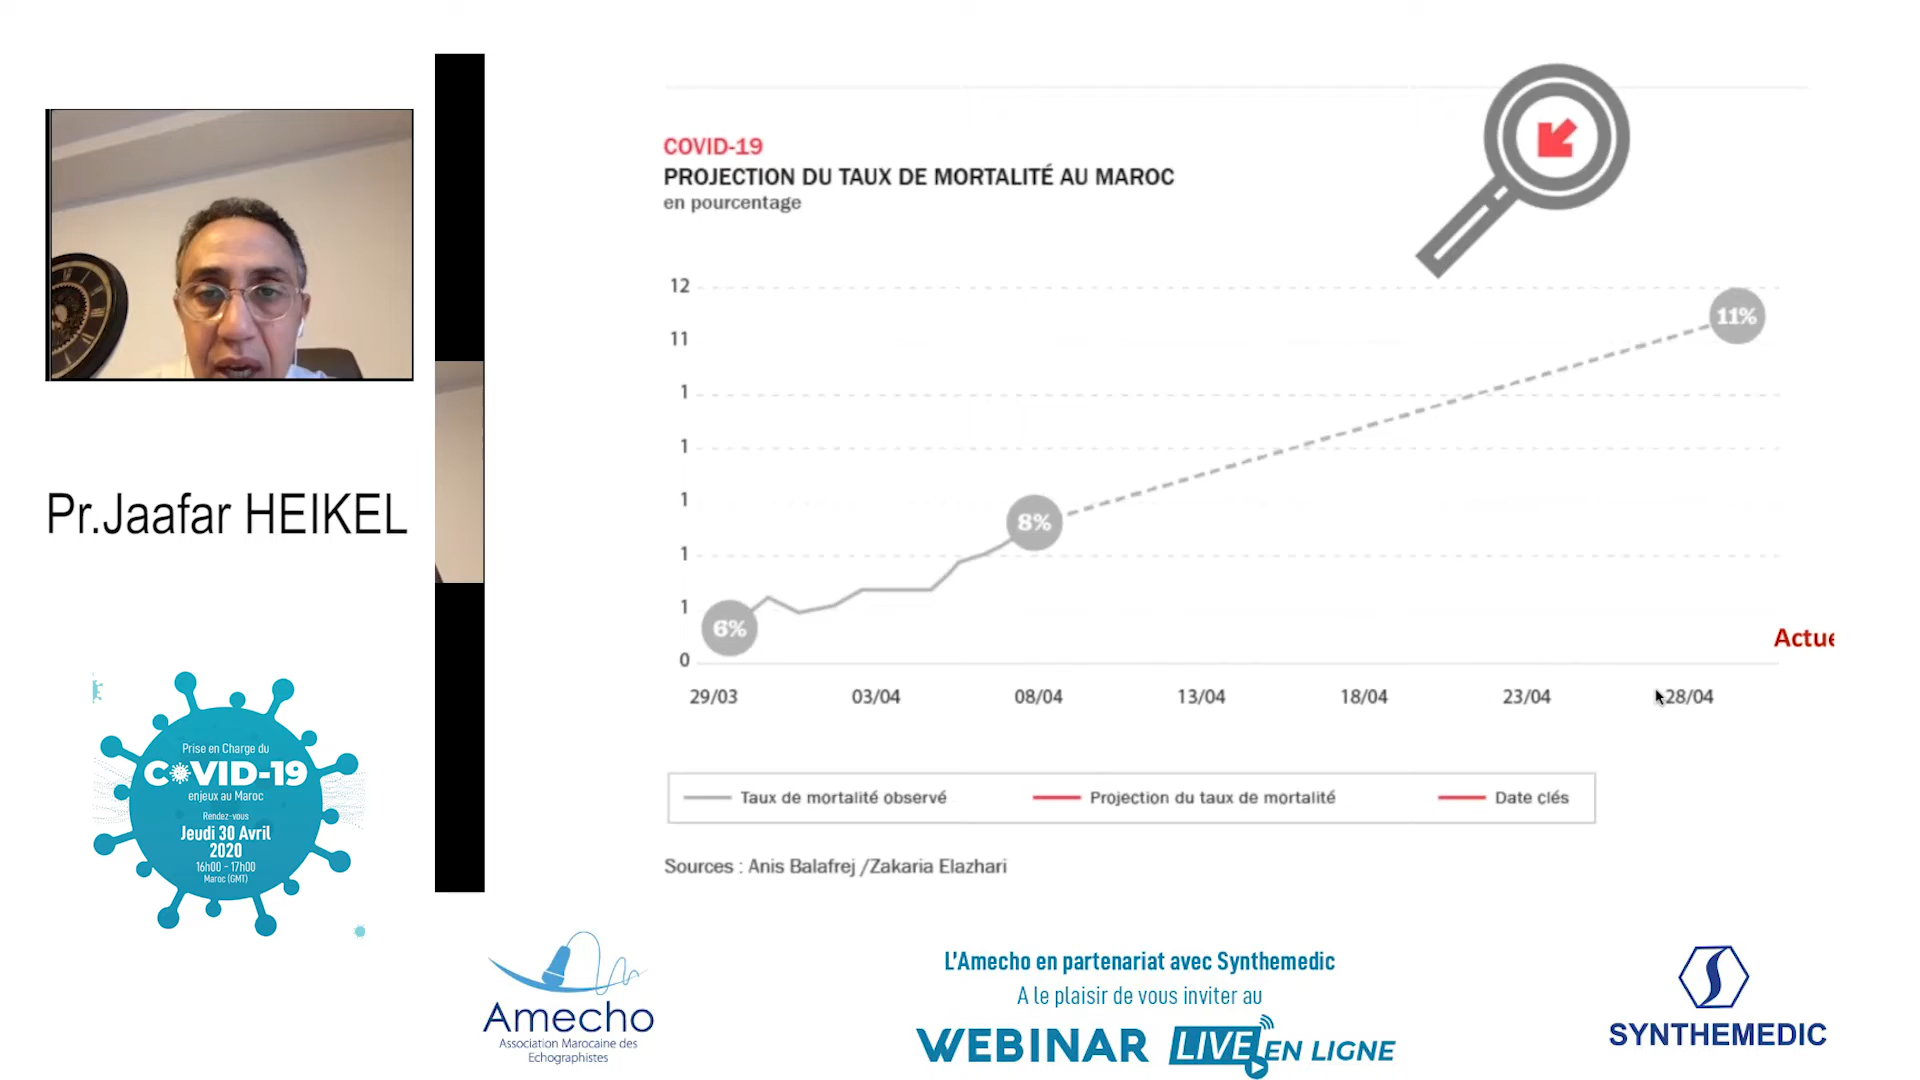 COVID-19
PROJECTION DU TAUX DE MORTALITÉ AU MAROC
en pourcentage
12
11
1
1
1
1
1
0
11%
8%
6%
Actue
29/03 03/04 08/04 13/04 18/04 23/04 28/04
Taux de mortalité observé Projection du taux de mortalité Date clés
Sources : Anis Balafrej /Zakaria Elazhari
Pr.Jaafar HEIKEL
Prise en Charge du
COVID-19
enjeux au Maroc
Rendez-vous
Jeudi 30 Avril
2020
16h00 - 17h00
Maroc (GMT)
Amecho
Association Marocaine des
Echographistes
L'Amecho en partenariat avec Synthemedic
A le plaisir de vous inviter au
WEBINAR LIVE EN LIGNE
SYNTHEMEDIC